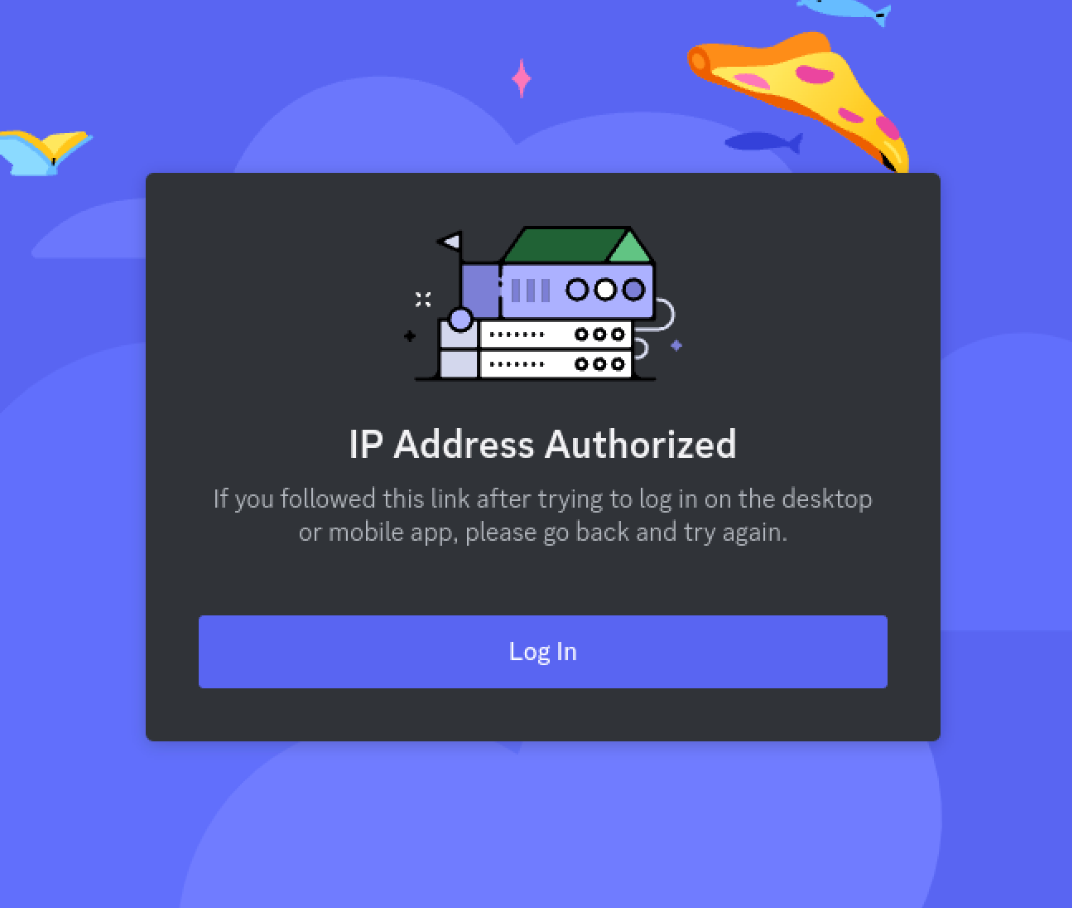 IP Address Authorized
If you followed this link after trying to log in on the desktop
or mobile app, please go back and try again.
Log In